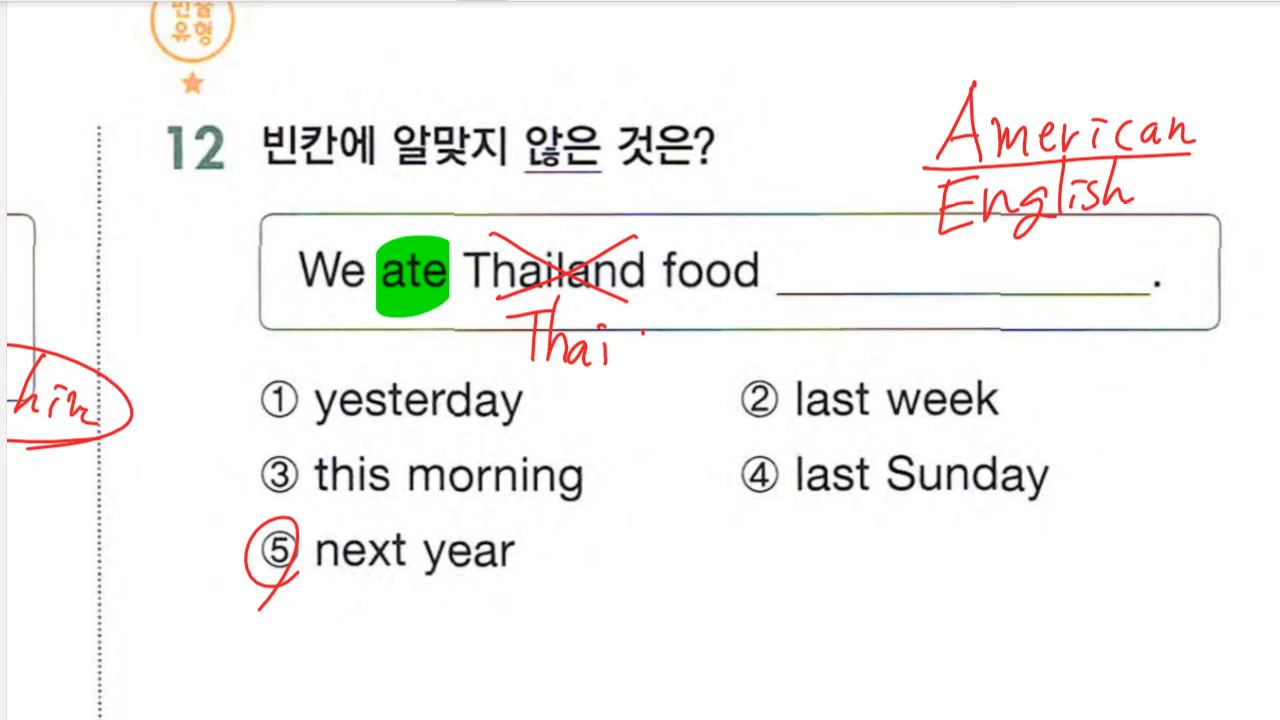 빈출
유형
12 빈칸에 알맞지 않은 것은?
American
English
We ate Thailand food ____________.
Thai
① yesterday ② last week
him
③ this morning ④ last Sunday
⑤ next year